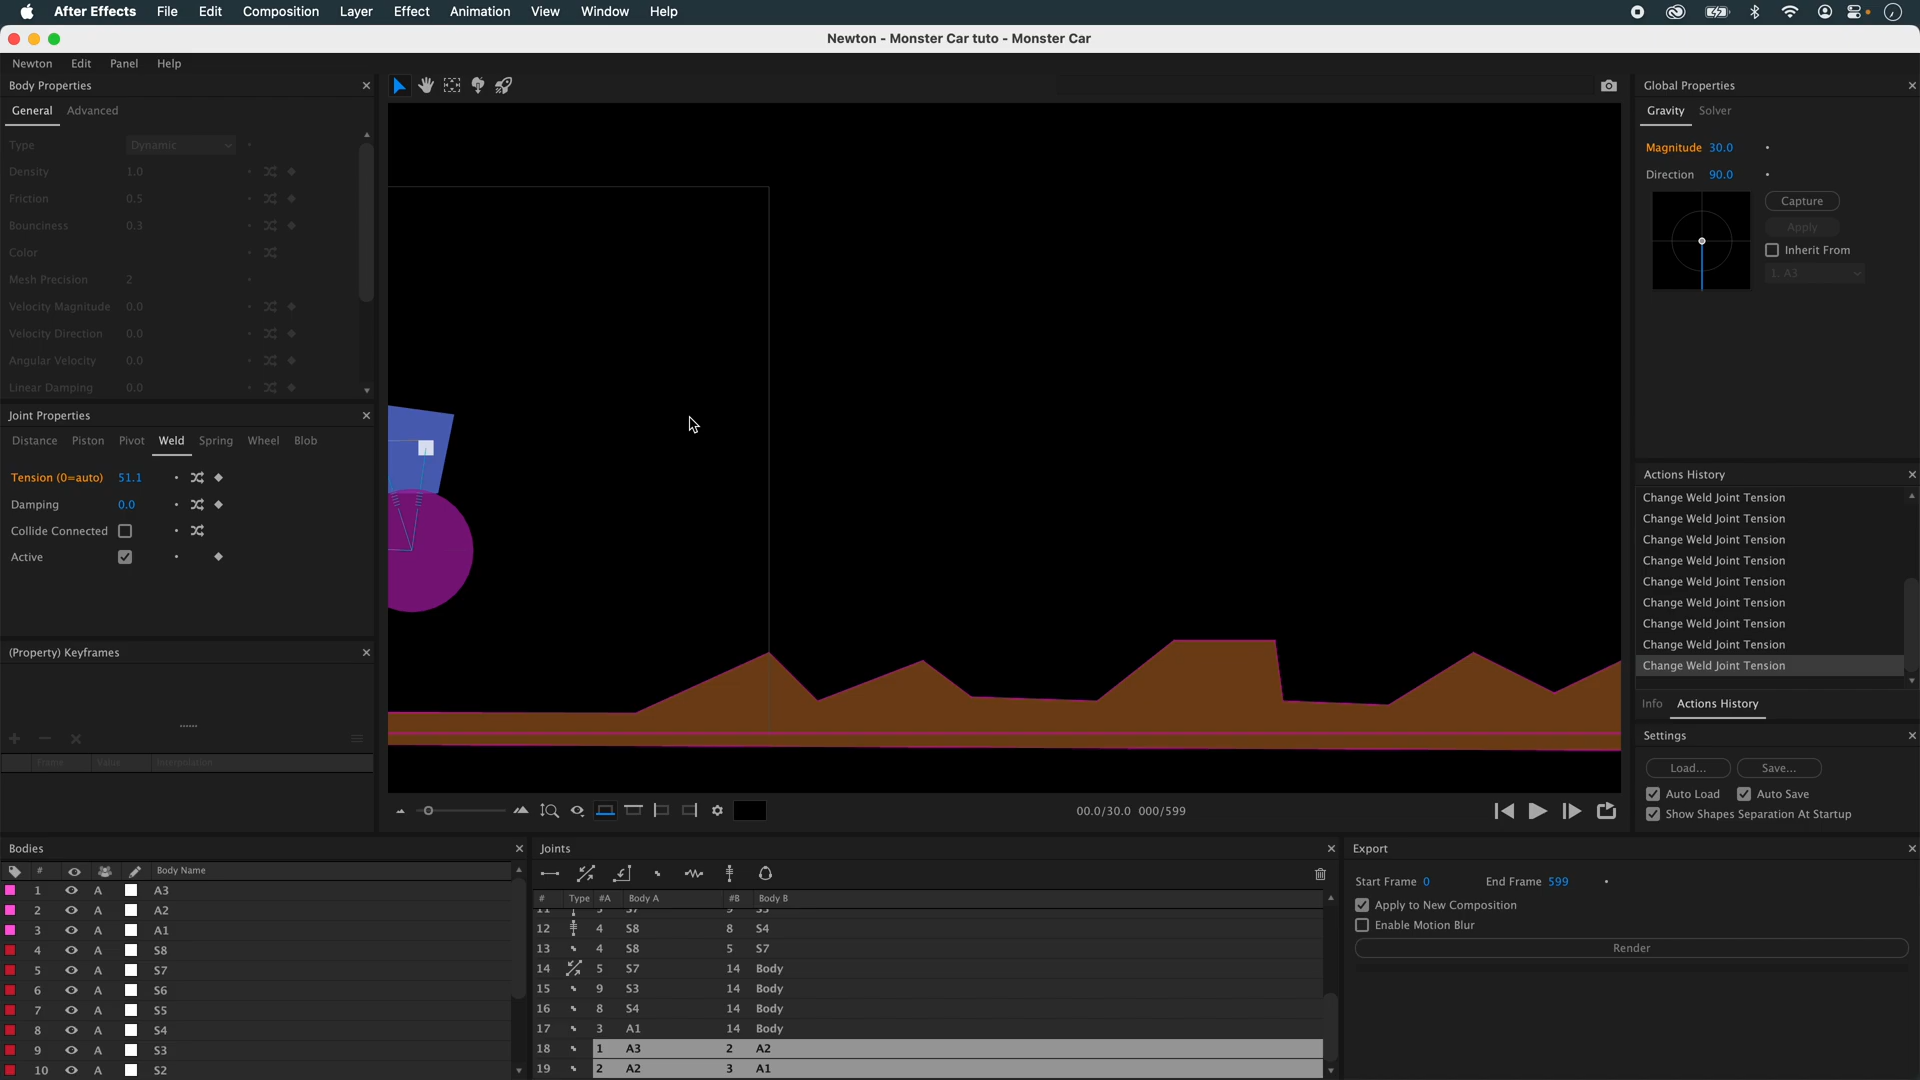 After Effects File Edit Composition Layer Effect Animation View Window Help
Newton - Monster Car tuto - Monster Car
Newton Edit Panel Help
Body Properties
General Advanced
Type Dynamic
Density 1.0
Friction 0.5
Bounciness 0.3
Color
Mesh Precision 2
Velocity Magnitude 0.0
Velocity Direction 0.0
Angular Velocity 0.0
Linear Damping 0.0
Joint Properties
Distance Piston Pivot Weld Spring Wheel Blob
Tension (0=auto) 51.1
Damping 0.0
Collide Connected
Active
(Property) Keyframes
Frame Value Interpolation
00.0/30.0 000/599
Global Properties
Gravity Solver
Magnitude 30.0
Direction 90.0
Capture
Apply
Inherit From
1. A3
Actions History
Change Weld Joint Tension
Change Weld Joint Tension
Change Weld Joint Tension
Change Weld Joint Tension
Change Weld Joint Tension
Change Weld Joint Tension
Change Weld Joint Tension
Change Weld Joint Tension
Change Weld Joint Tension
Info Actions History
Settings
Load... Save...
Auto Load Auto Save
Show Shapes Separation At Startup
Bodies
# Body Name
1 A A3
2 A A2
3 A A1
4 A S8
5 A S7
6 A S6
7 A S5
8 A S4
9 A S3
10 A S2
Joints
# Type #A Body A #B Body B
12 4 S8 8 S4
13 4 S8 5 S7
14 5 S7 14 Body
15 9 S3 14 Body
16 8 S4 14 Body
17 3 A1 14 Body
18 1 A3 2 A2
19 2 A2 3 A1
Export
Start Frame 0 End Frame 599
Apply to New Composition
Enable Motion Blur
Render